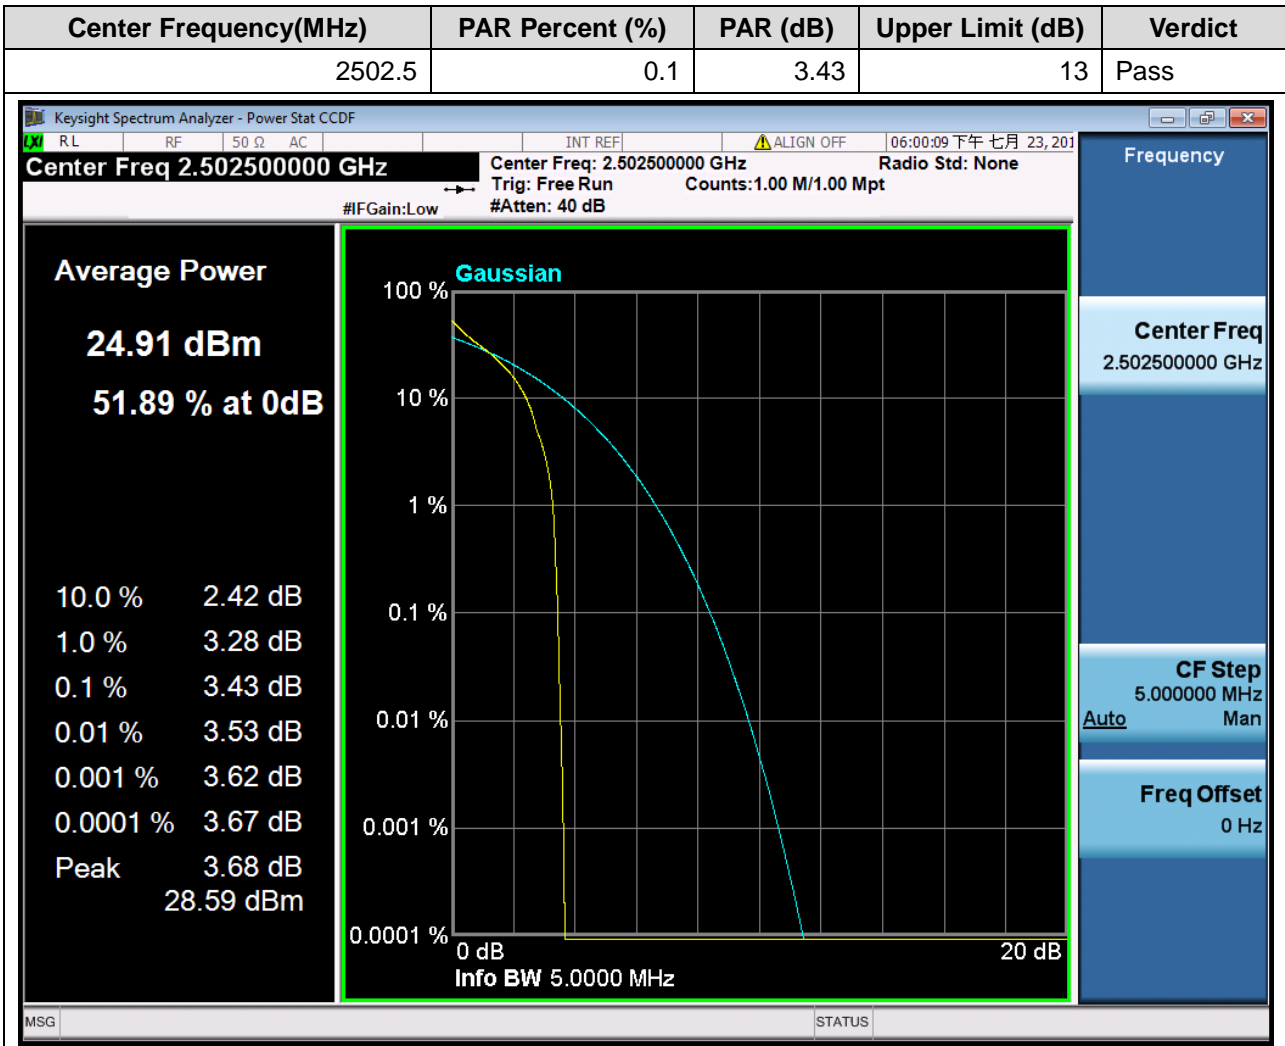 Center Frequency(MHz) PAR Percent (%) PAR (dB) Upper Limit (dB) Verdict
2502.5 0.1 3.43 13 Pass
Keysight Spectrum Analyzer - Power Stat CCDF
LXI RL RF 50 Ω AC INT REF ALIGN OFF 06:00:09 下午 七月 23, 201
Center Freq 2.502500000 GHz
Center Freq: 2.502500000 GHz Radio Std: None
Trig: Free Run Counts:1.00 M/1.00 Mpt
#IFGain:Low #Atten: 40 dB
Average Power
24.91 dBm
51.89 % at 0dB
10.0 % 2.42 dB
1.0 % 3.28 dB
0.1 % 3.43 dB
0.01 % 3.53 dB
0.001 % 3.62 dB
0.0001 % 3.67 dB
Peak 3.68 dB
28.59 dBm
Gaussian
100 %
10 %
1 %
0.1 %
0.01 %
0.001 %
0.0001 %
0 dB 20 dB
Info BW 5.0000 MHz
Frequency
Center Freq
2.502500000 GHz
CF Step
5.000000 MHz
Auto Man
Freq Offset
0 Hz
MSG STATUS